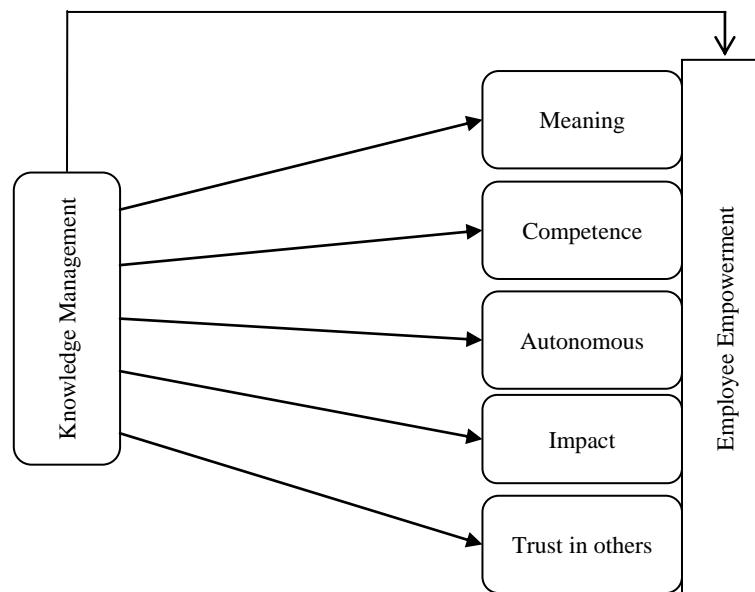 Knowledge Management
Meaning
Competence
Autonomous
Impact
Trust in others
Employee Empowerment